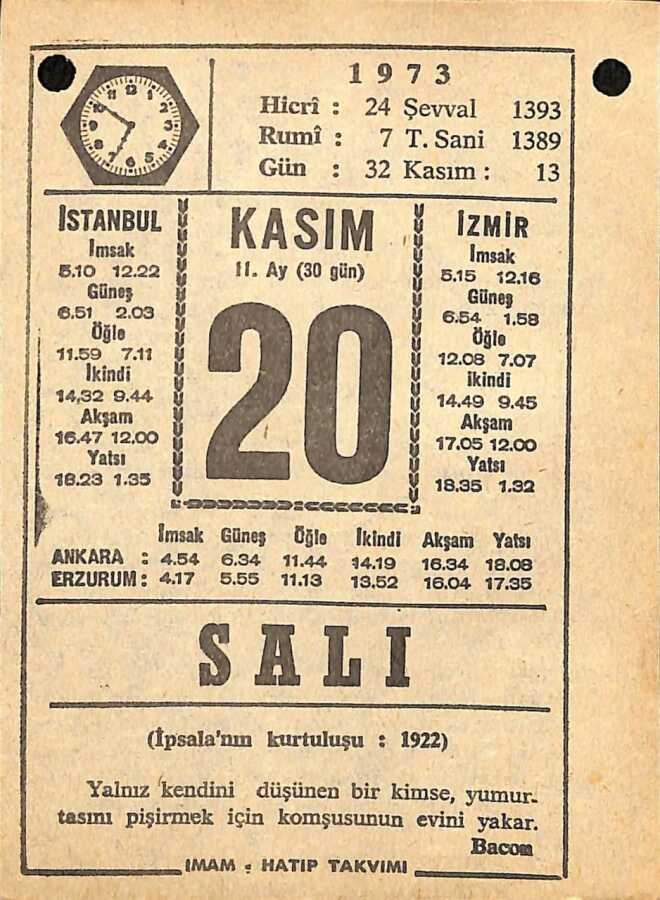 1973
Hicrî : 24 Şevval 1393
Rumî : 7 T. Sani 1389
Gün : 32 Kasım : 13
İSTANBUL
İmsak
5.10 12.22
Güneş
6.51 2.03
Öğle
11.59 7.11
İkindi
14,32 9.44
Akşam
16.47 12.00
Yatsı
18.23 1.35
KASIM
11. Ay (30 gün)
20
İZMİR
İmsak
5.15 12.16
Güneş
6.54 1.58
Öğle
12.08 7.07
ikindi
14.49 9.45
Akşam
17.05 12.00
Yatsı
18.35 1.32
İmsak Güneş Öğle İkindi Akşam Yatsı
ANKARA : 4.54 6.34 11.44 14.19 16.34 18.08
ERZURUM : 4.17 5.55 11.13 13.52 16.04 17.35
SALI
(İpsala'nın kurtuluşu : 1922)
Yalnız kendini düşünen bir kimse, yumur-
tasını pişirmek için komşusunun evini yakar.
Bacon
İMAM - HATIP TAKVIMI